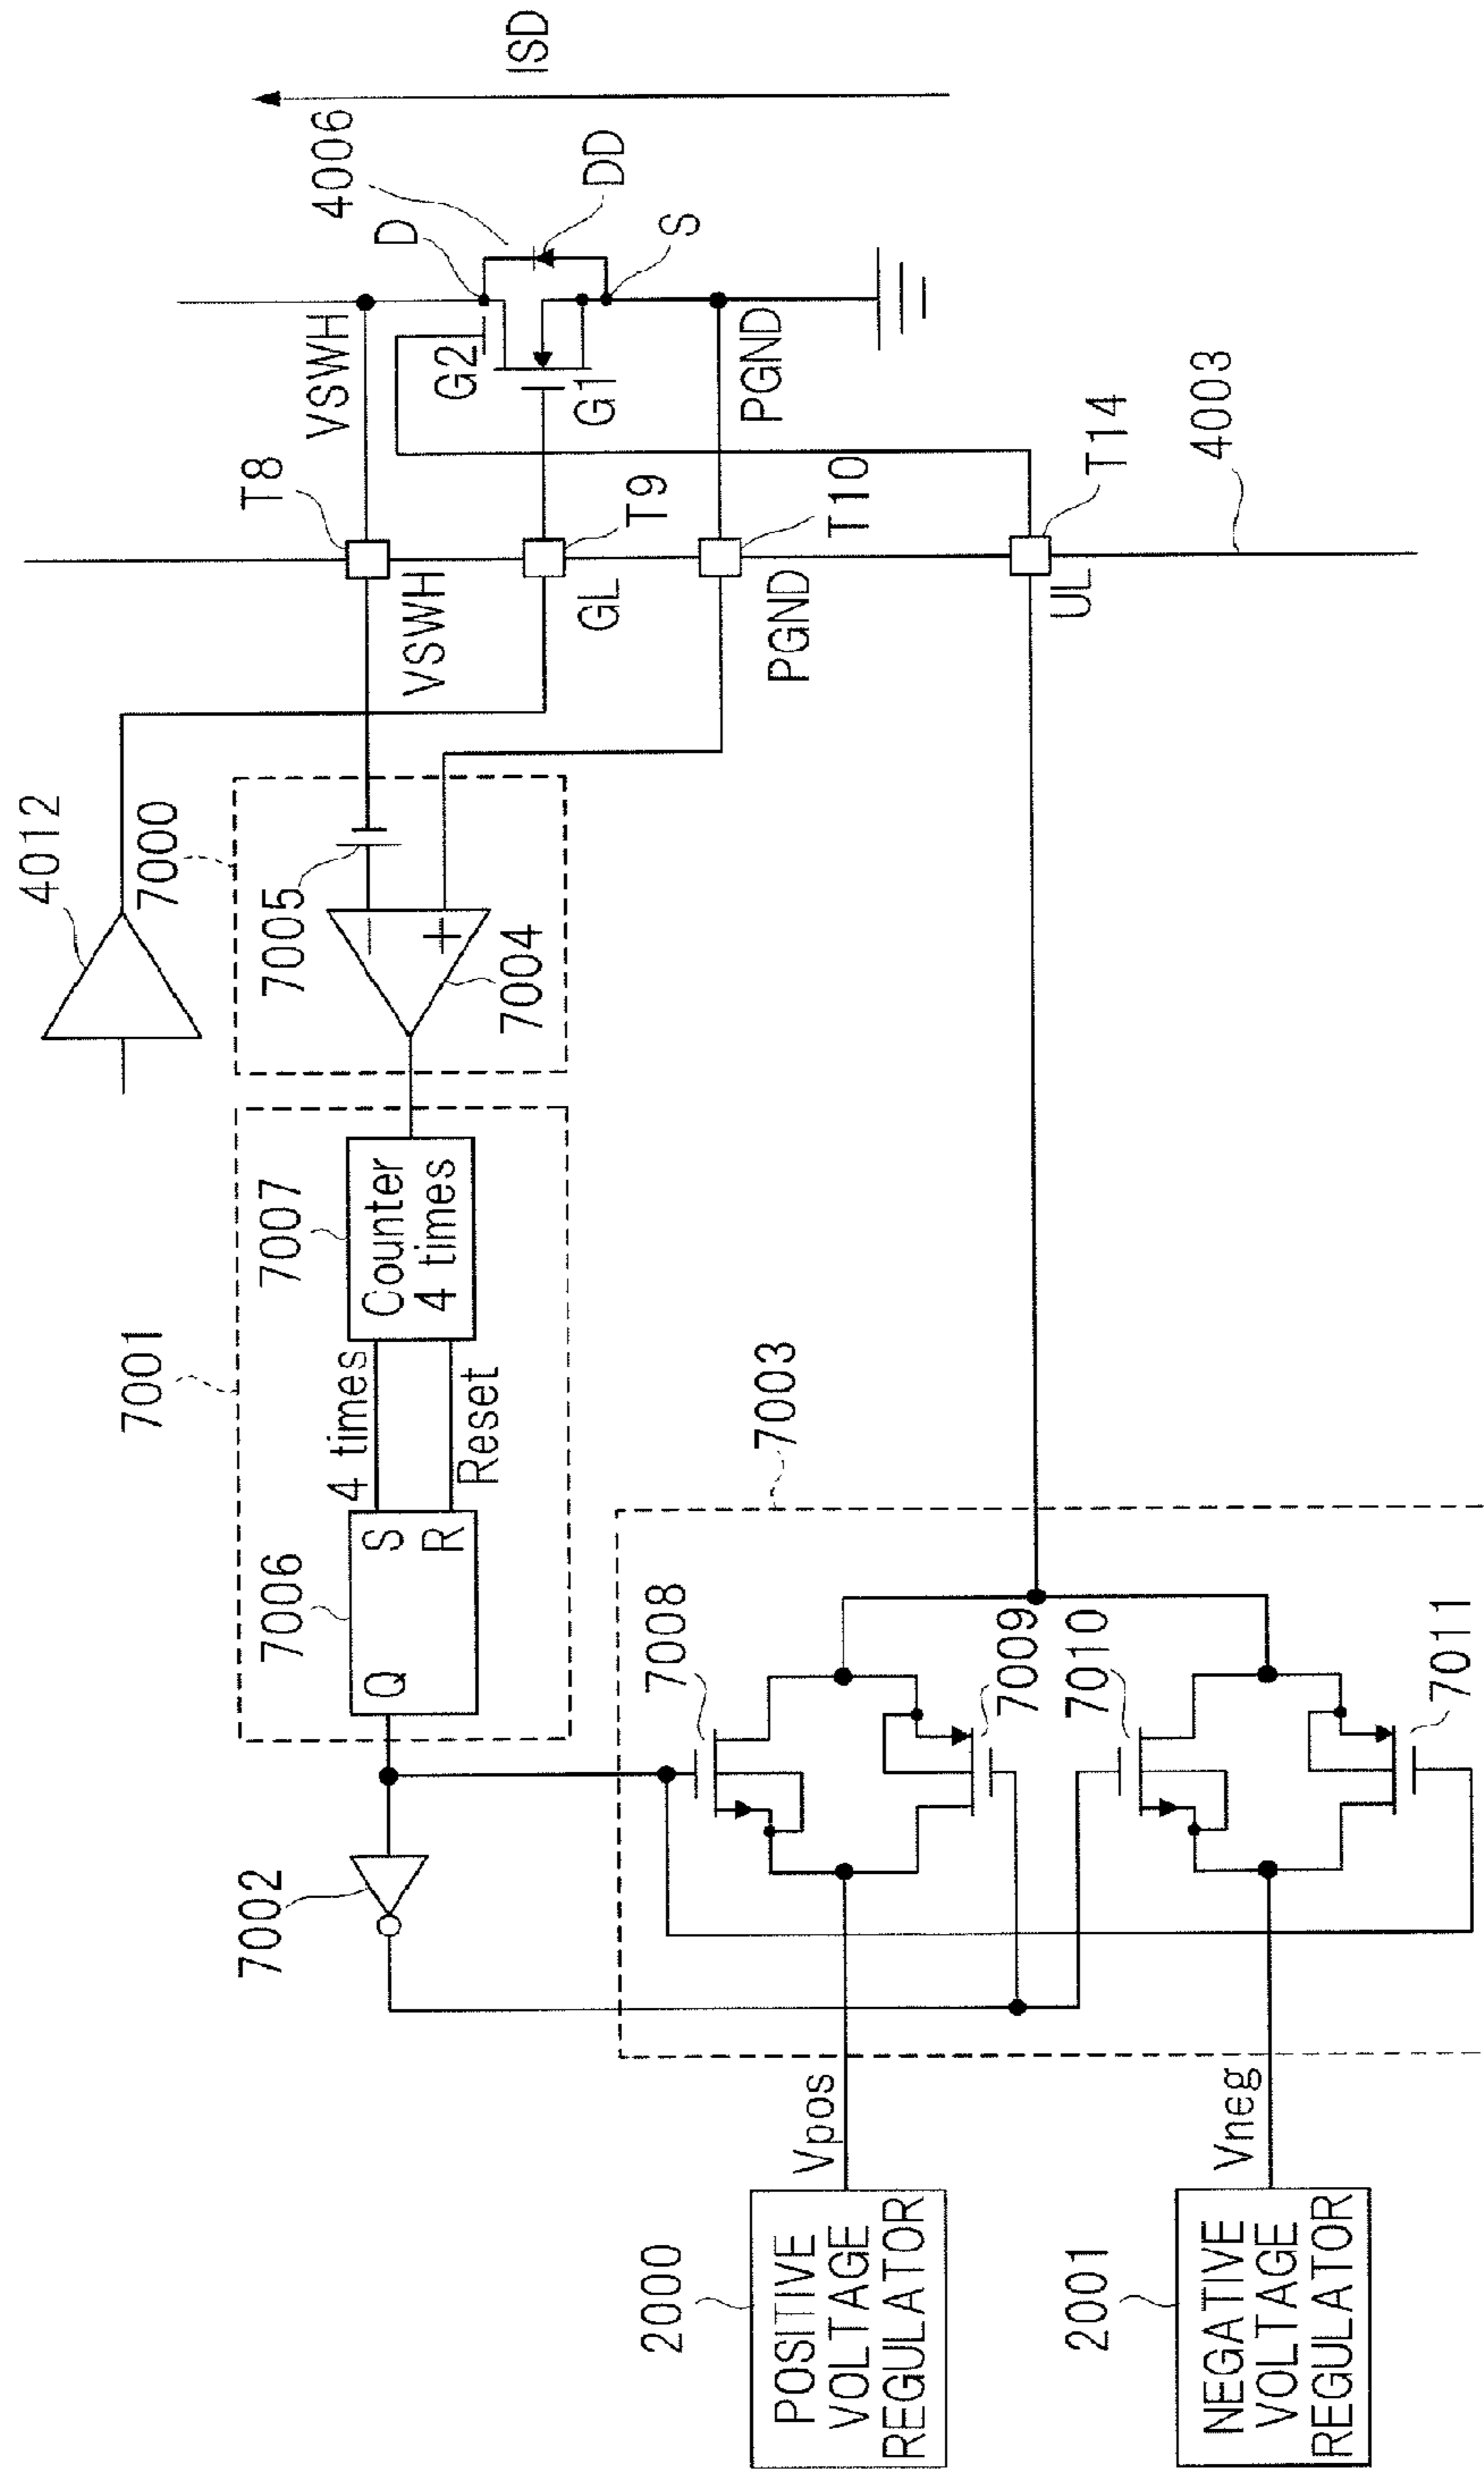 4012
7000
7005
7004
7001
7007
Counter
4 times
4 times
Reset
7006
Q
S
R
7002
T8
VSWH
VSWH
T9
GL
T10
PGND
PGND
T14
UL
4003
G2
G1
D
S
DD
4006
ISD
7003
7008
7009
7010
7011
Vpos
Vneg
2000
POSITIVE
VOLTAGE
REGULATOR
2001
NEGATIVE
VOLTAGE
REGULATOR